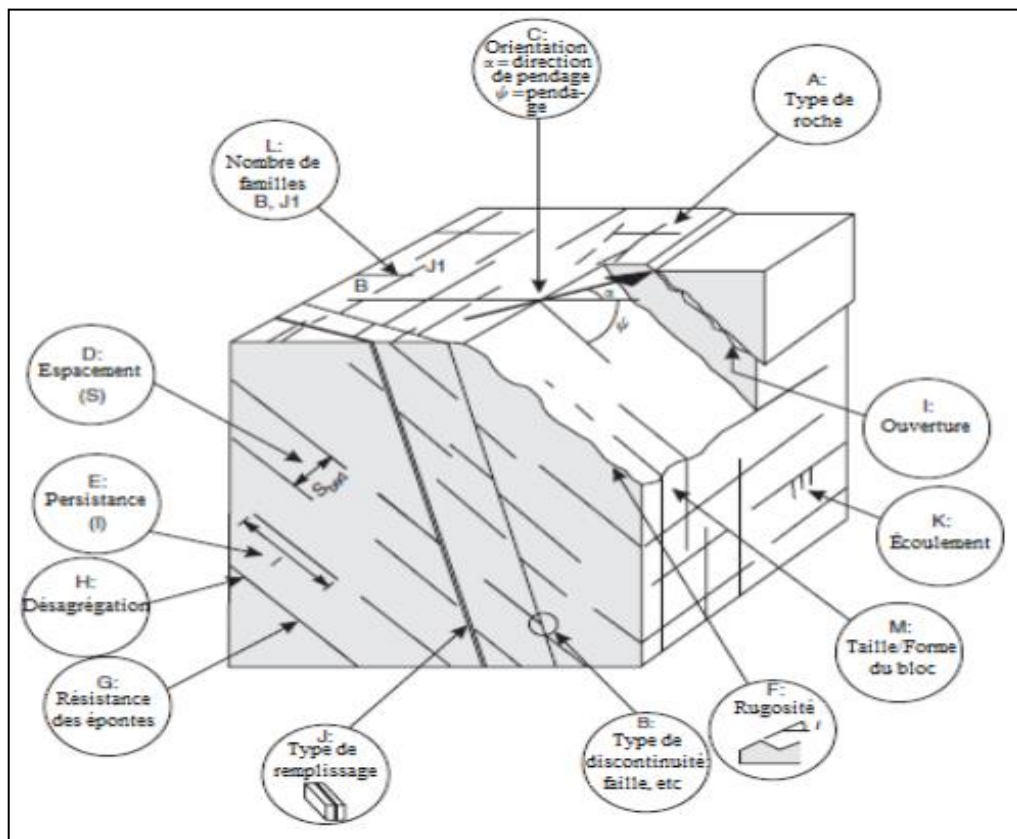 C:
Orientation
α = direction
de pendage
ψ = penda-
ge
A:
Type de
roche
L:
Nombre de
familles
B, J1
J1
B
α
ψ
D:
Espacement
(S)
E:
Persistance
(l)
l
H:
Désagrégation
G:
Résistance
des épontes
I:
Ouverture
K:
Écoulement
M:
Taille/Forme
du bloc
F:
Rugosité
i
B:
Type de
discontinuité
faille, etc
J:
Type de
remplissage